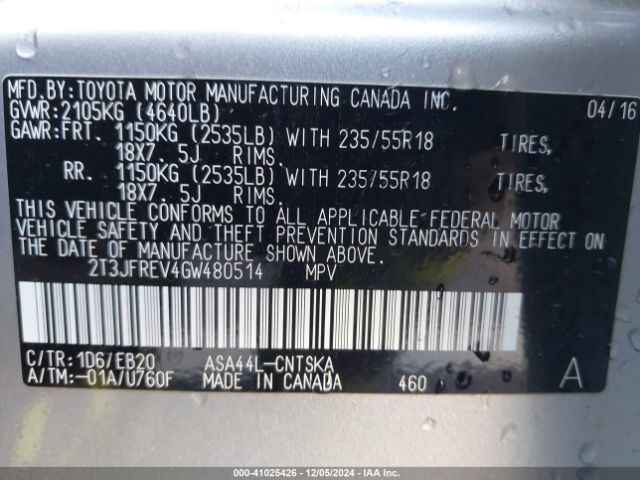 MFD.BY:TOYOTA MOTOR MANUFACTURING CANADA INC. 04/16
GVWR:2105KG (4640LB)
GAWR:FRT. 1150KG (2535LB) WITH 235/55R18 TIRES,
18X7. 5J RIMS.
RR. 1150KG (2535LB) WITH 235/55R18 TIRES,
18X7. 5J RIMS.
THIS VEHICLE CONFORMS TO ALL APPLICABLE FEDERAL MOTOR
VEHICLE SAFETY AND THEFT PREVENTION STANDARDS IN EFFECT ON
THE DATE OF MANUFACTURE SHOWN ABOVE.
2T3JFREV4GW480514 MPV
C/TR:1D6/EB20 ASA44L-CNTSKA
A/TM:-01A/U760F MADE IN CANADA 460 A
000-41025426 - 12/05/2024 - IAA Inc.